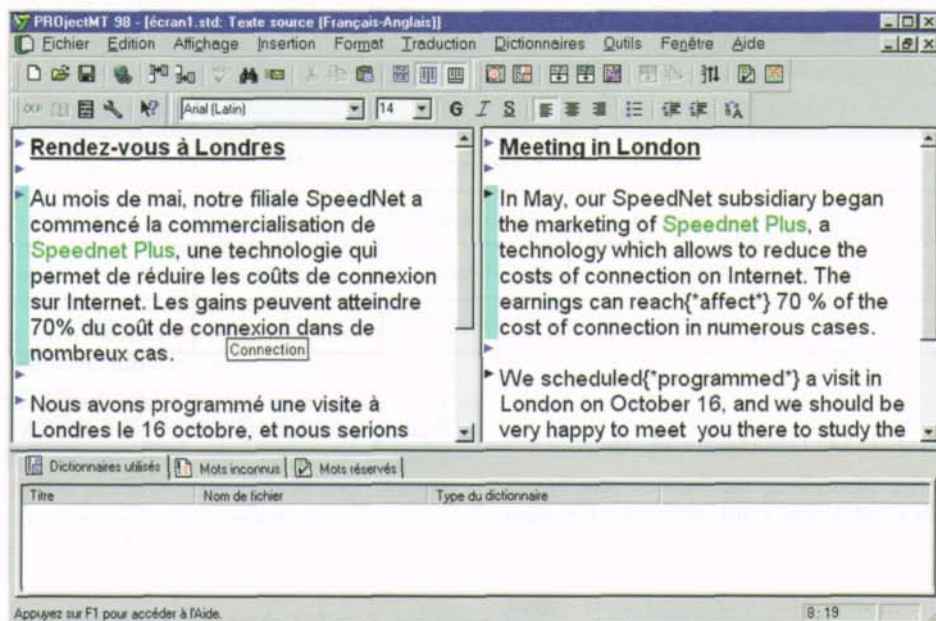 PROjectMT 98 - [écran1.std: Texte source (Français-Anglais)]
Fichier Edition Affichage Insertion Format Traduction Dictionnaires Outils Fenêtre Aide
Arial (Latin) 14 G I S
Rendez-vous à Londres
Au mois de mai, notre filiale SpeedNet a
commencé la commercialisation de
Speednet Plus, une technologie qui
permet de réduire les coûts de connexion
sur Internet. Les gains peuvent atteindre
70% du coût de connexion dans de
nombreux cas.
Connection
Nous avons programmé une visite à
Londres le 16 octobre, et nous serions
Meeting in London
In May, our SpeedNet subsidiary began
the marketing of Speednet Plus, a
technology which allows to reduce the
costs of connection on Internet. The
earnings can reach{*affect*} 70 % of the
cost of connection in numerous cases.
We scheduled{*programmed*} a visit in
London on October 16, and we should be
very happy to meet you there to study the
Dictionnaires utilisés Mots inconnus Mots réservés
Titre Nom de fichier Type du dictionnaire
Appuyez sur F1 pour accéder à l'Aide. 8:19